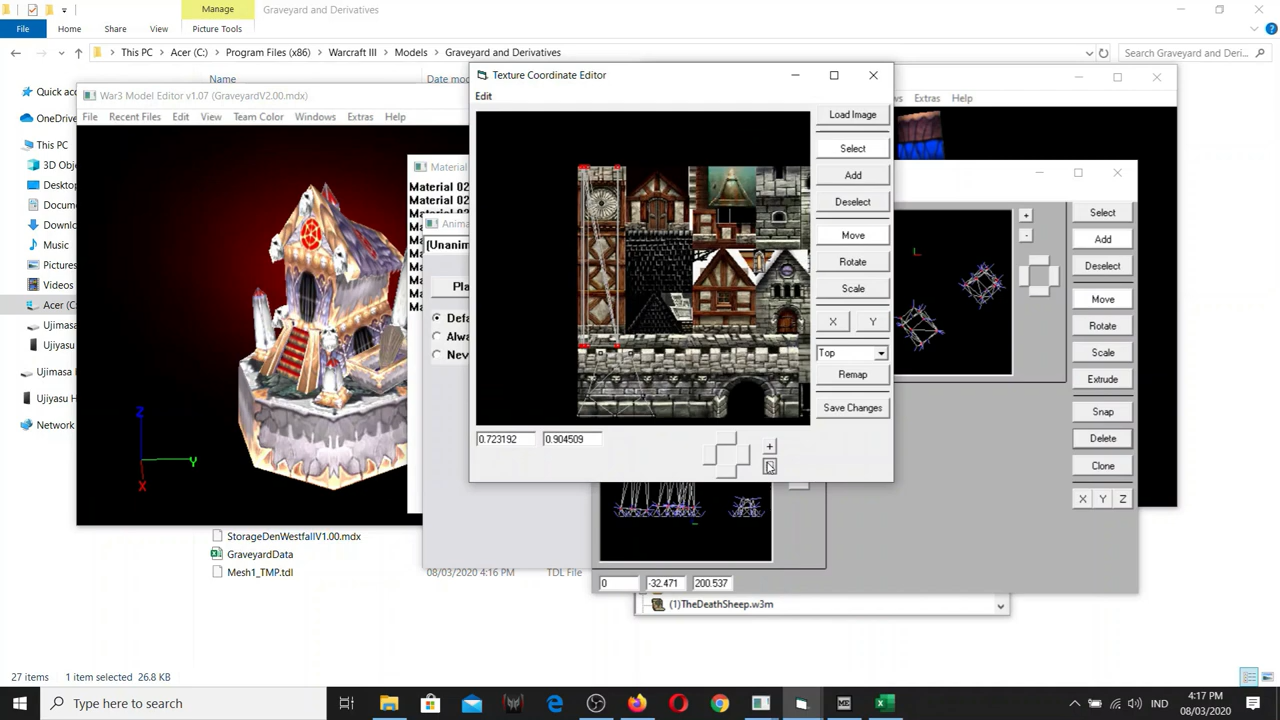 Manage
Graveyard and Derivatives
File
Home
Share
View
Picture Tools
This PC
Acer (C:)
Program Files (x86)
Warcraft III
Models
Graveyard and Derivatives
Search Graveyard and Deri...
Name
Date mod
Quick acc
OneDriv
This PC
3D Obj
Desktop
Docume
Downlo
Music
Pictures
Videos
Acer (C
Ujimasa
Ujiyasu
Ujimasa
Ujiyasu H
Network
War3 Model Editor v1.07 (GraveyardV2.00.mdx)
File
Recent Files
Edit
View
Team Color
Windows
Extras
Help
Z
Y
X
Material
Material 02
Anima
[Unanim
Pla
Defa
Alwa
Nev
Texture Coordinate Editor
Edit
Load Image
Select
Add
Deselect
Move
Rotate
Scale
X
Y
Top
Remap
Save Changes
0.723192
0.904509
+
ws
Extras
Help
+
-
Select
Add
Deselect
Move
Rotate
Scale
Extrude
Snap
Delete
Clone
X
Y
Z
0
-32.471
200.537
StorageDenWestfallV1.00.mdx
GraveyardData
Mesh1_TMP.tdl
08/03/2020 4:16 PM
TDL File
(1)TheDeathSheep.w3m
27 items
1 item selected 26.8 KB
Type here to search
IND
4:17 PM
08/03/2020